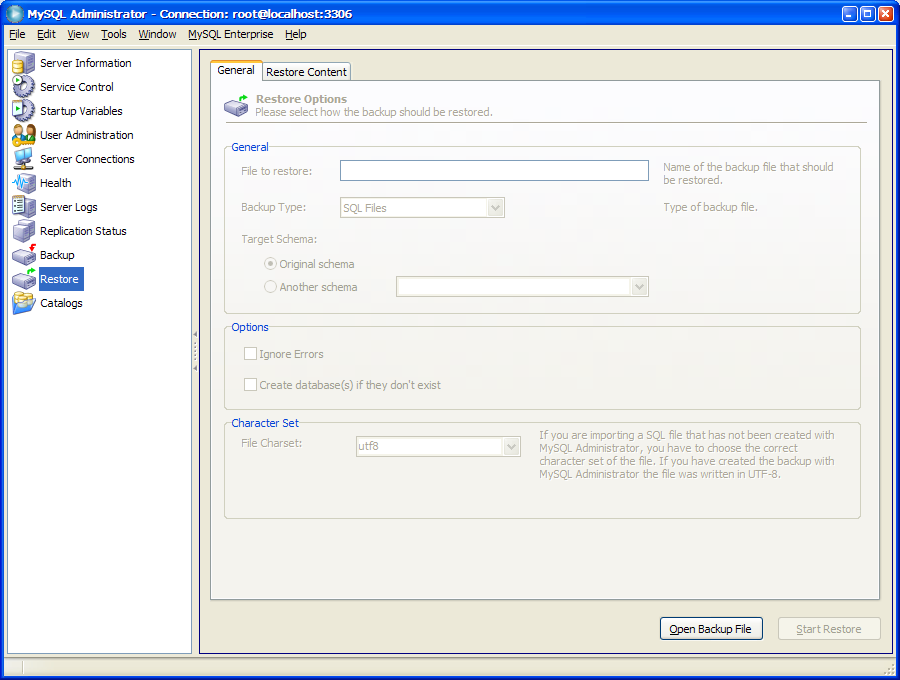 MySQL Administrator - Connection: root@localhost:3306
File Edit View Tools Window MySQL Enterprise Help
Server Information
Service Control
Startup Variables
User Administration
Server Connections
Health
Server Logs
Replication Status
Backup
Restore
Catalogs
General Restore Content
Restore Options
Please select how the backup should be restored.
General
File to restore:
Name of the backup file that should
be restored.
Backup Type: SQL Files Type of backup file.
Target Schema:
Original schema
Another schema
Options
Ignore Errors
Create database(s) if they don't exist
Character Set
File Charset: utf8
If you are importing a SQL file that has not been created with
MySQL Administrator, you have to choose the correct
character set of the file. If you have created the backup with
MySQL Administrator the file was written in UTF-8.
Open Backup File Start Restore